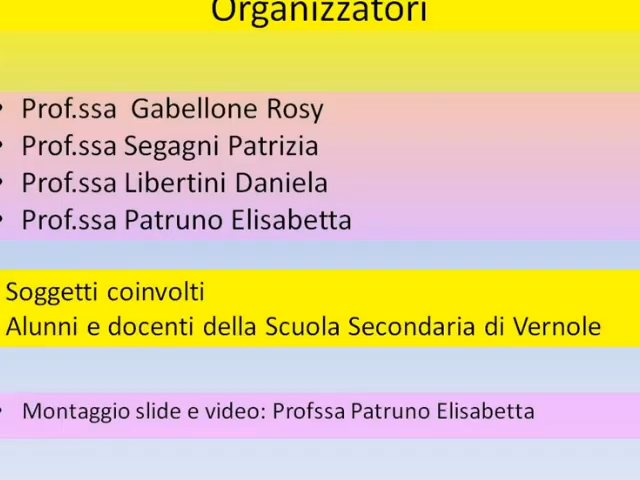 Organizzatori
• Prof.ssa Gabellone Rosy
• Prof.ssa Segagni Patrizia
• Prof.ssa Libertini Daniela
• Prof.ssa Patruno Elisabetta
Soggetti coinvolti
Alunni e docenti della Scuola Secondaria di Vernole
• Montaggio slide e video: Profssa Patruno Elisabetta